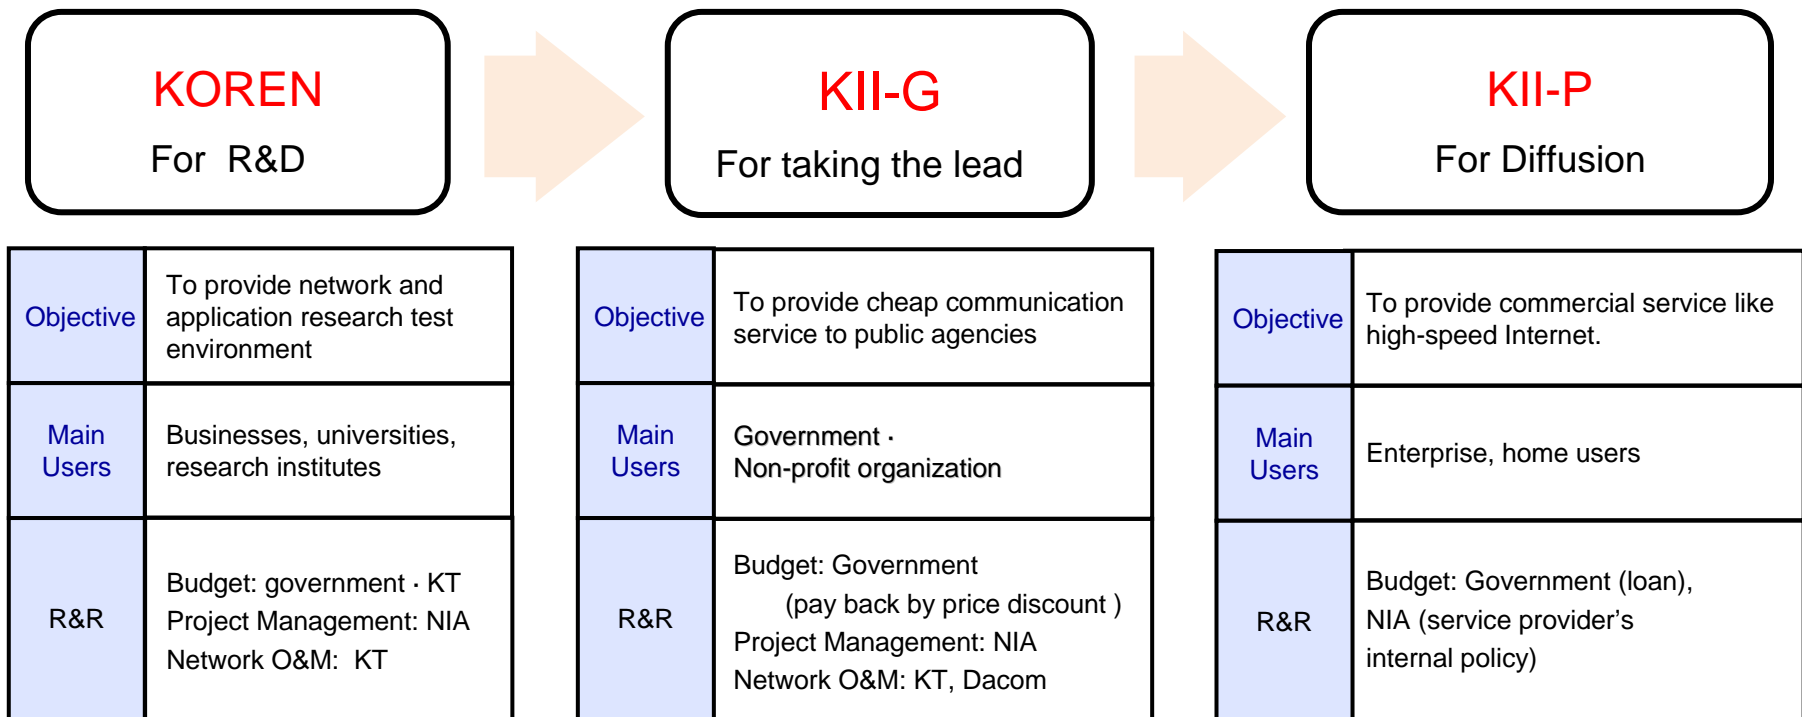 KOREN
For R&D
KII-G
For taking the lead
KII-P
For Diffusion
Objective
To provide network and
application research test
environment
Main
Users
Businesses, universities,
research institutes
R&R
Budget: government · KT
Project Management: NIA
Network O&M: KT
Objective
To provide cheap communication
service to public agencies
Main
Users
Government ·
Non-profit organization
R&R
Budget: Government
(pay back by price discount )
Project Management: NIA
Network O&M: KT, Dacom
Objective
To provide commercial service like
high-speed Internet.
Main
Users
Enterprise, home users
R&R
Budget: Government (loan),
NIA (service provider’s
internal policy)